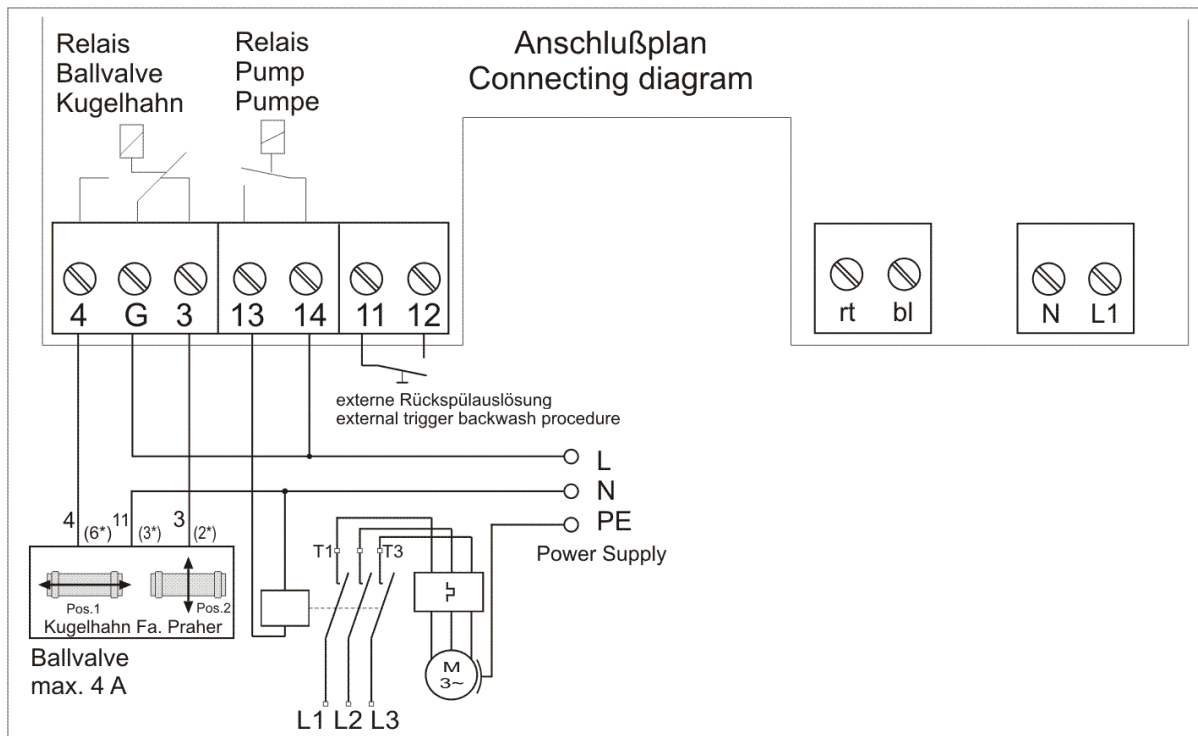 Anschlußplan
Connecting diagram
Relais
Ballvalve
Kugelhahn
Relais
Pump
Pumpe
4 G 3 13 14 11 12
rt bl
N L1
externe Rückspülauslösung
external trigger backwash procedure
L
N
PE
Power Supply
4 (6*) 11 (3*) 3 (2*)
Pos.1 Pos.2
Kugelhahn Fa. Praher
Ballvalve
max. 4 A
T1 T3
M
3~
L1 L2 L3